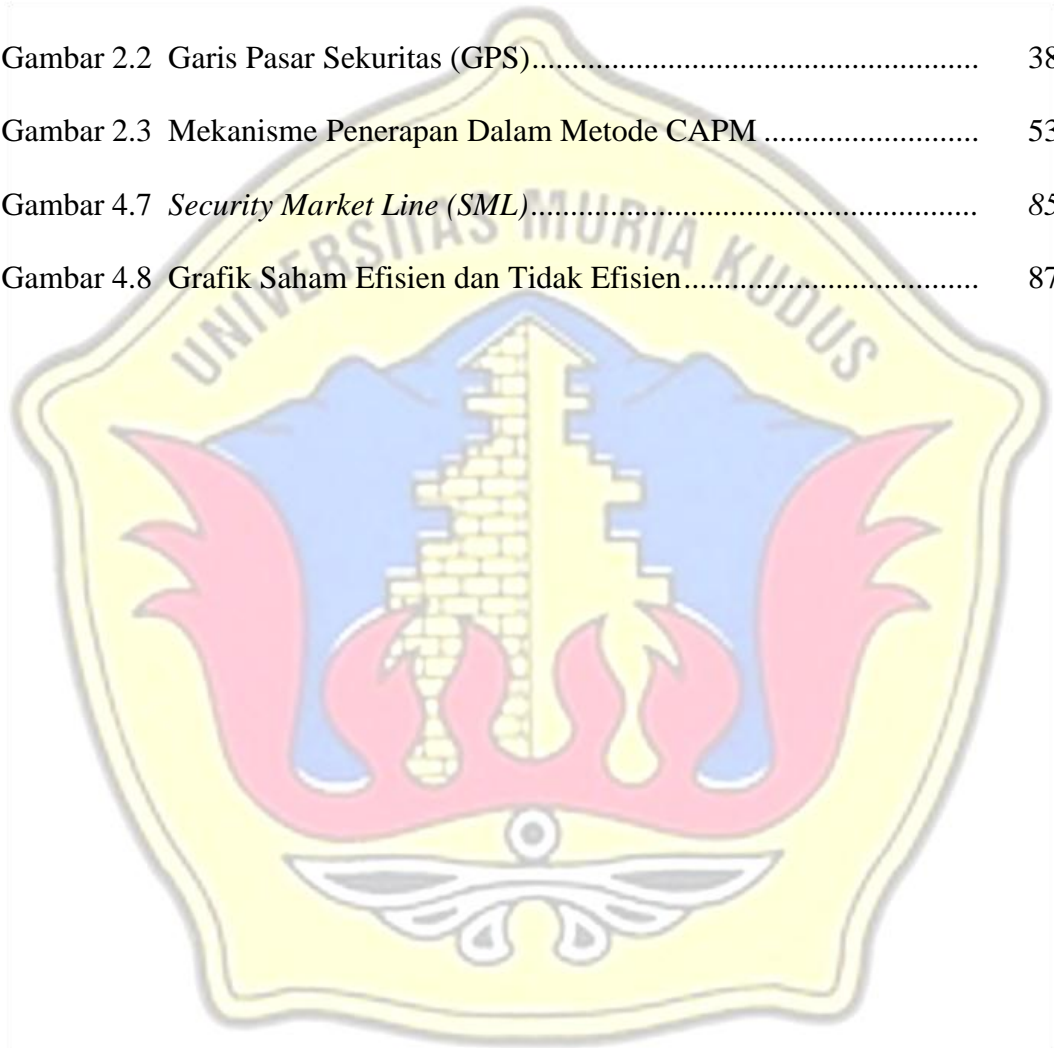 Gambar 2.2 Garis Pasar Sekuritas (GPS)............................................................ 38
Gambar 2.3 Mekanisme Penerapan Dalam Metode CAPM ............................. 53
Gambar 4.7 Security Market Line (SML)............................................................ 85
Gambar 4.8 Grafik Saham Efisien dan Tidak Efisien........................................ 87
UNIVERSITAS MURIA KUDUS